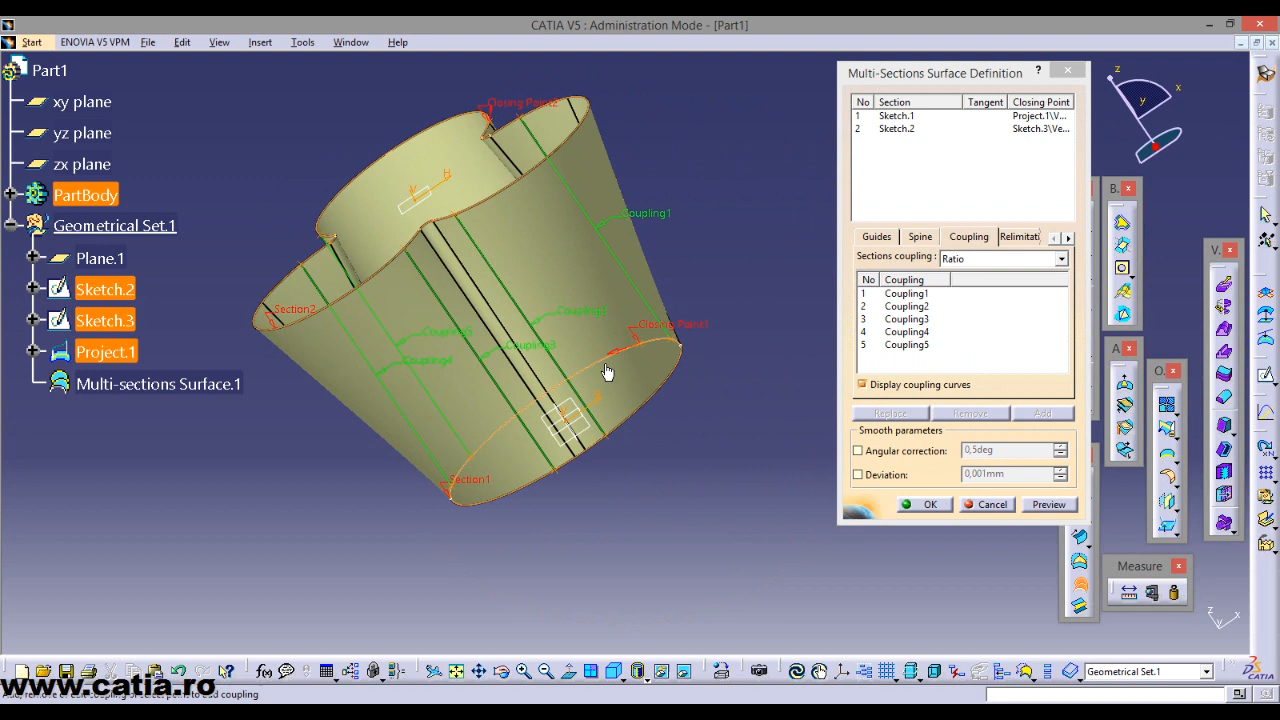 CATIA V5 : Administration Mode - [Part1]
Start ENOVIA V5 VPM File Edit View Insert Tools Window Help
Part1
xy plane
yz plane
zx plane
PartBody
Geometrical Set.1
Plane.1
Sketch.2
Sketch.3
Project.1
Multi-sections Surface.1
Closing Point2
H
V
Coupling1
Section2
Closing Point1
Coupling3
Coupling4
Section1
Multi-Sections Surface Definition ? x
No Section Tangent Closing Point
1 Sketch.1 Project.1\V...
2 Sketch.2 Sketch.3\Ve...
Guides Spine Coupling Relimitati
Sections coupling : Ratio
No Coupling
1 Coupling1
2 Coupling2
3 Coupling3
4 Coupling4
5 Coupling5
Display coupling curves
Replace Remove Add
Smooth parameters
Angular correction: 0,5deg
Deviation: 0,001mm
OK Cancel Preview
z
x
y
B.
V.
A
O.
Measure
z
x
y
f(x)
Geometrical Set.1
www.catia.ro
coupling